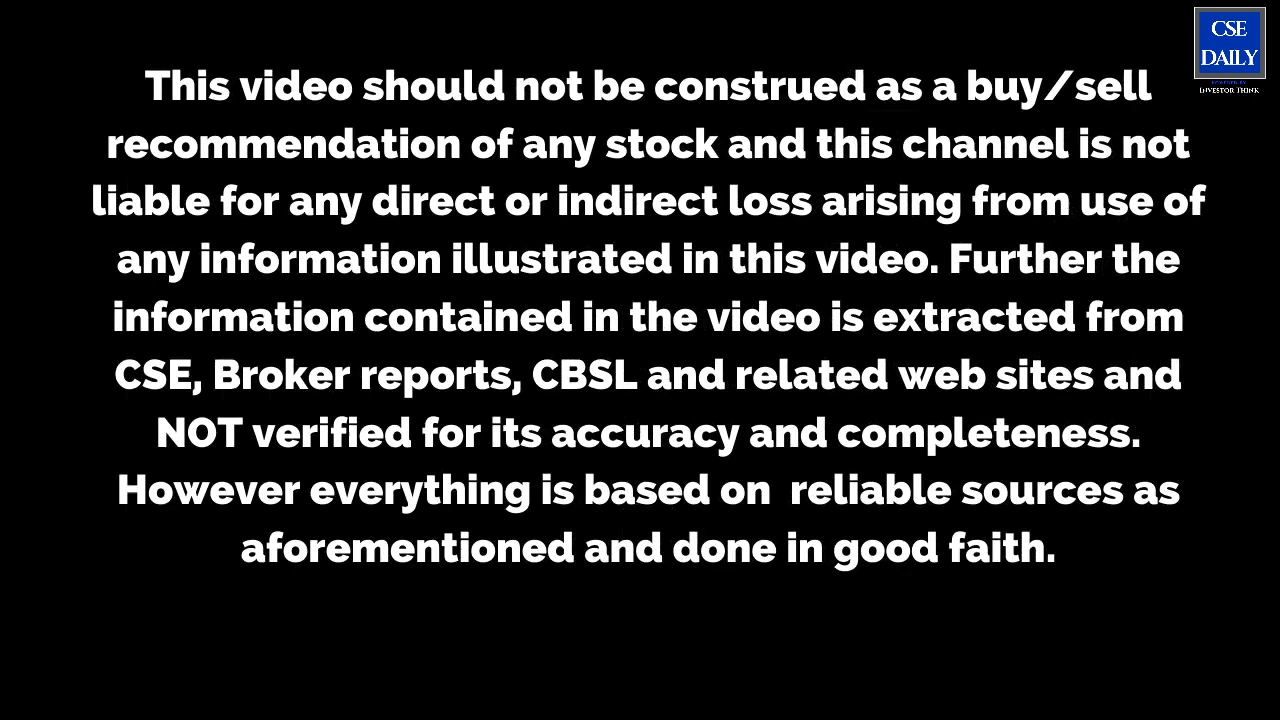 CSE
DAILY
POWERED BY
INVESTOR THINK
This video should not be construed as a buy/sell
recommendation of any stock and this channel is not
liable for any direct or indirect loss arising from use of
any information illustrated in this video. Further the
information contained in the video is extracted from
CSE, Broker reports, CBSL and related web sites and
NOT verified for its accuracy and completeness.
However everything is based on  reliable sources as
aforementioned and done in good faith.